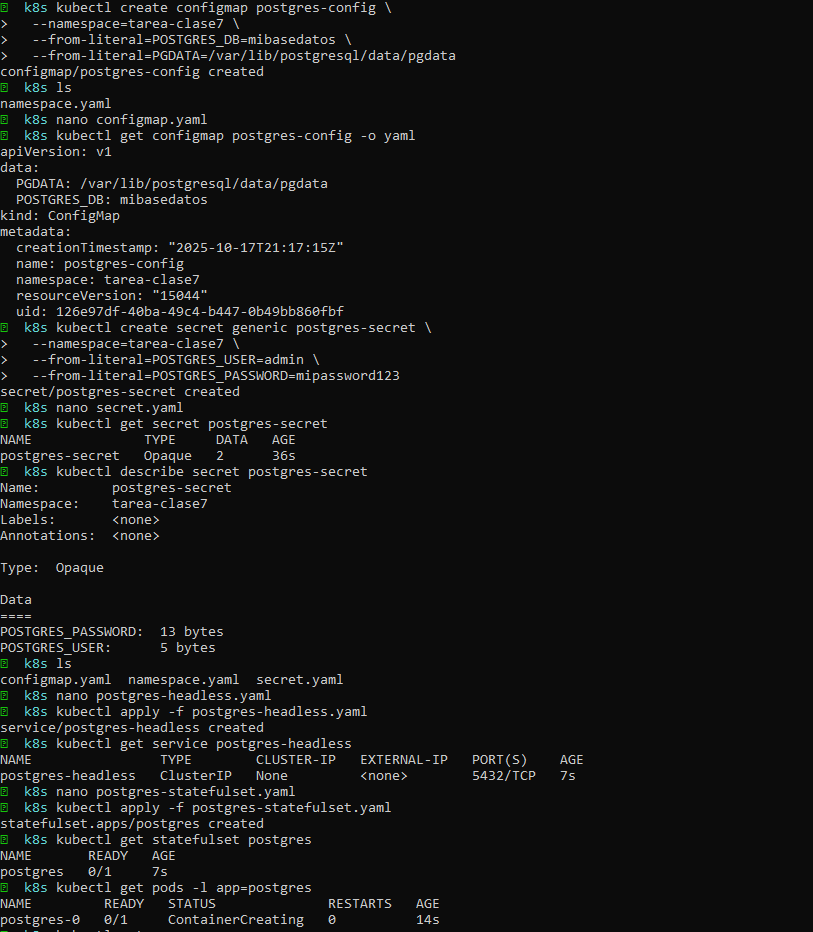 k8s kubectl create configmap postgres-config \
>   --namespace=tarea-clase7 \
>   --from-literal=POSTGRES_DB=mibasedatos \
>   --from-literal=PGDATA=/var/lib/postgresql/data/pgdata
configmap/postgres-config created
k8s ls
namespace.yaml
k8s nano configmap.yaml
k8s kubectl get configmap postgres-config -o yaml
apiVersion: v1
data:
  PGDATA: /var/lib/postgresql/data/pgdata
  POSTGRES_DB: mibasedatos
kind: ConfigMap
metadata:
  creationTimestamp: "2025-10-17T21:17:15Z"
  name: postgres-config
  namespace: tarea-clase7
  resourceVersion: "15044"
  uid: 126e97df-40ba-49c4-b447-0b49bb860fbf
k8s kubectl create secret generic postgres-secret \
>   --namespace=tarea-clase7 \
>   --from-literal=POSTGRES_USER=admin \
>   --from-literal=POSTGRES_PASSWORD=mipassword123
secret/postgres-secret created
k8s nano secret.yaml
k8s kubectl get secret postgres-secret
NAME              TYPE     DATA   AGE
postgres-secret   Opaque   2      36s
k8s kubectl describe secret postgres-secret
Name:         postgres-secret
Namespace:    tarea-clase7
Labels:       <none>
Annotations:  <none>
Type:  Opaque
Data
====
POSTGRES_PASSWORD:  13 bytes
POSTGRES_USER:      5 bytes
k8s ls
configmap.yaml  namespace.yaml  secret.yaml
k8s nano postgres-headless.yaml
k8s kubectl apply -f postgres-headless.yaml
service/postgres-headless created
k8s kubectl get service postgres-headless
NAME                TYPE        CLUSTER-IP   EXTERNAL-IP   PORT(S)    AGE
postgres-headless   ClusterIP   None         <none>        5432/TCP   7s
k8s nano postgres-statefulset.yaml
k8s kubectl apply -f postgres-statefulset.yaml
statefulset.apps/postgres created
k8s kubectl get statefulset postgres
NAME       READY   AGE
postgres   0/1     7s
k8s kubectl get pods -l app=postgres
NAME         READY   STATUS              RESTARTS   AGE
postgres-0   0/1     ContainerCreating   0          14s